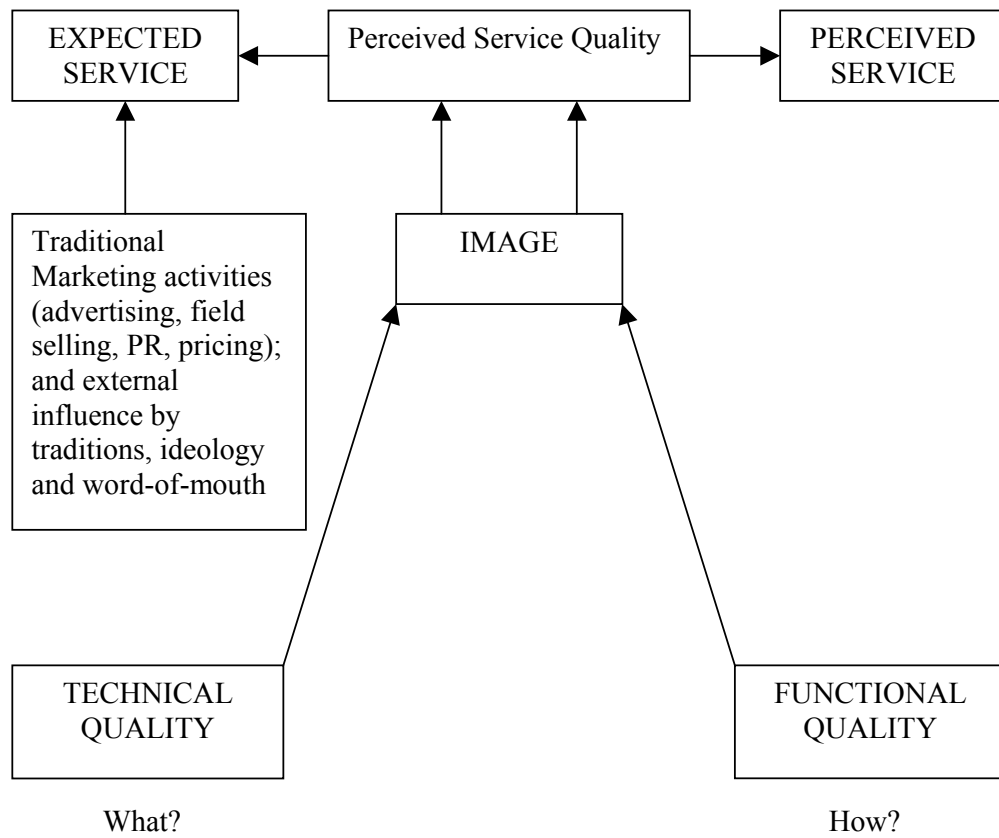 EXPECTED
SERVICE
Perceived Service Quality
PERCEIVED
SERVICE
Traditional
Marketing activities
(advertising, field
selling, PR, pricing);
and external
influence by
traditions, ideology
and word-of-mouth
IMAGE
TECHNICAL
QUALITY
FUNCTIONAL
QUALITY
What?
How?